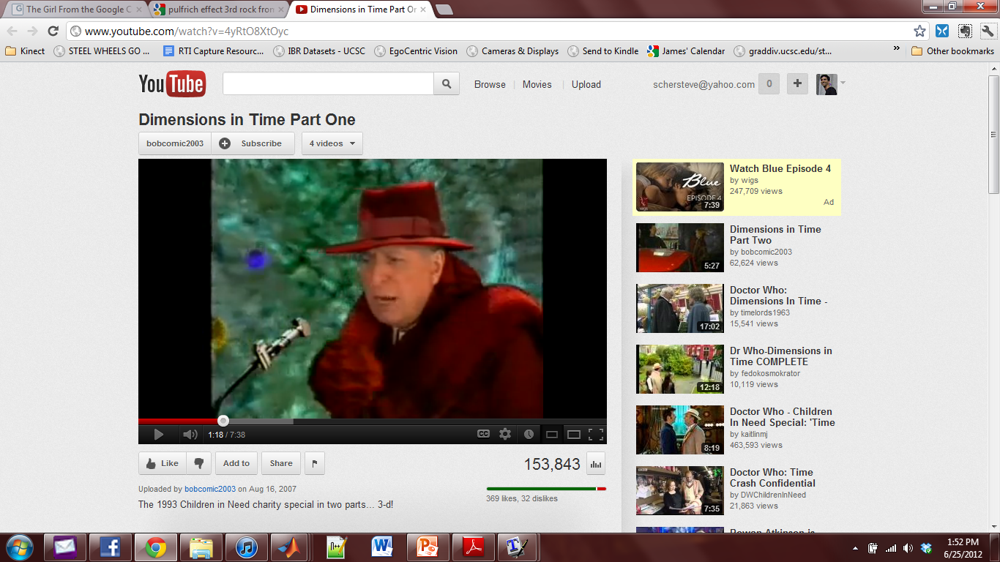 The Girl From the Google C
pulfrich effect 3rd rock from
Dimensions in Time Part On
www.youtube.com/watch?v=4yRtO8XtOyc
Kinect
STEEL WHEELS GO ...
RTI Capture Resourc...
IBR Datasets - UCSC
EgoCentric Vision
Cameras & Displays
Send to Kindle
James' Calendar
graddiv.ucsc.edu/st...
»
Other bookmarks
YouTube
Browse
Movies
Upload
schersteve@yahoo.com
0
Dimensions in Time Part One
bobcomic2003
Subscribe
4 videos
1:18 / 7:38
CC
Like
Add to
Share
153,843
Uploaded by bobcomic2003 on Aug 16, 2007
369 likes, 32 dislikes
The 1993 Children in Need charity special in two parts... 3-d!
Blue
EPISODE 4
7:39
Watch Blue Episode 4
by wigs
247,709 views
Ad
5:27
Dimensions in Time
Part Two
by bobcomic2003
62,624 views
17:02
Doctor Who:
Dimensions In Time -
by timelords1963
15,541 views
12:18
Dr Who-Dimensions in
Time COMPLETE
by fedokosmokrator
10,119 views
8:19
Doctor Who - Children
In Need Special: 'Time
by kaitlinmj
463,593 views
7:35
Doctor Who: Time
Crash Confidential
by DWChildrenInNeed
21,863 views
Rowan Atkinson is
1:52 PM
6/25/2012